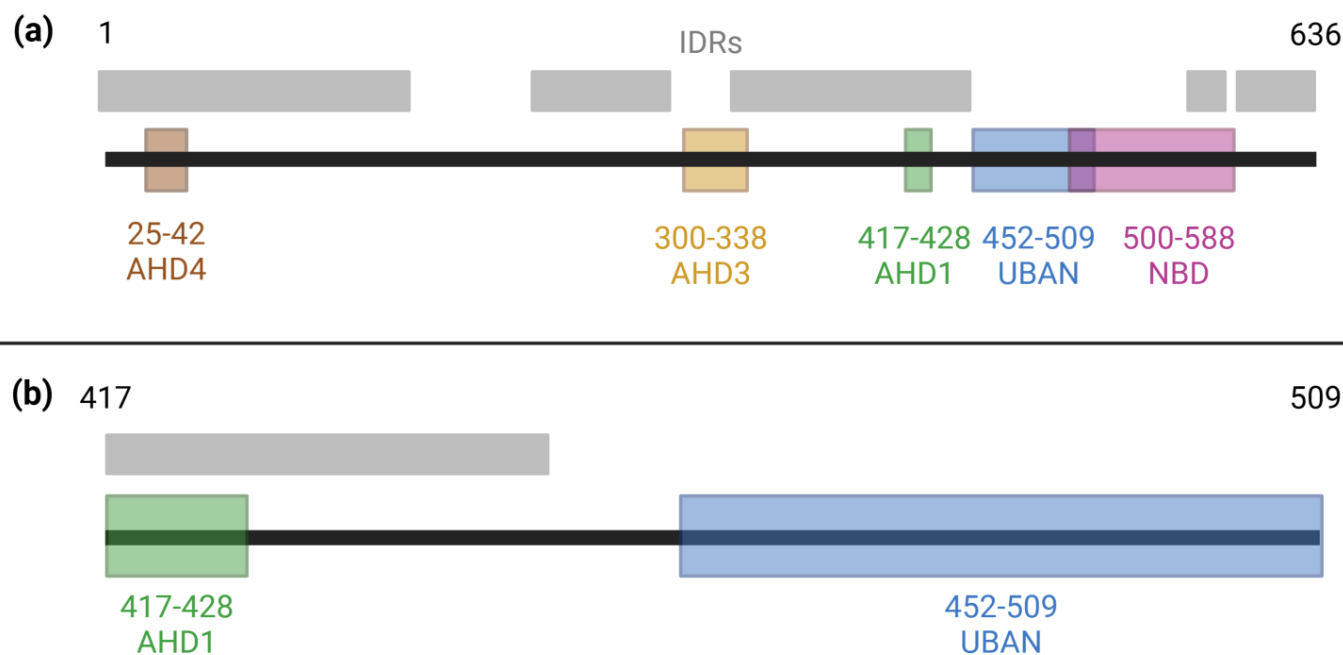 (a) 1 IDRs 636
25-42 300-338 417-428 452-509 500-588
AHD4 AHD3 AHD1 UBAN NBD
(b) 417 509
417-428 452-509
AHD1 UBAN